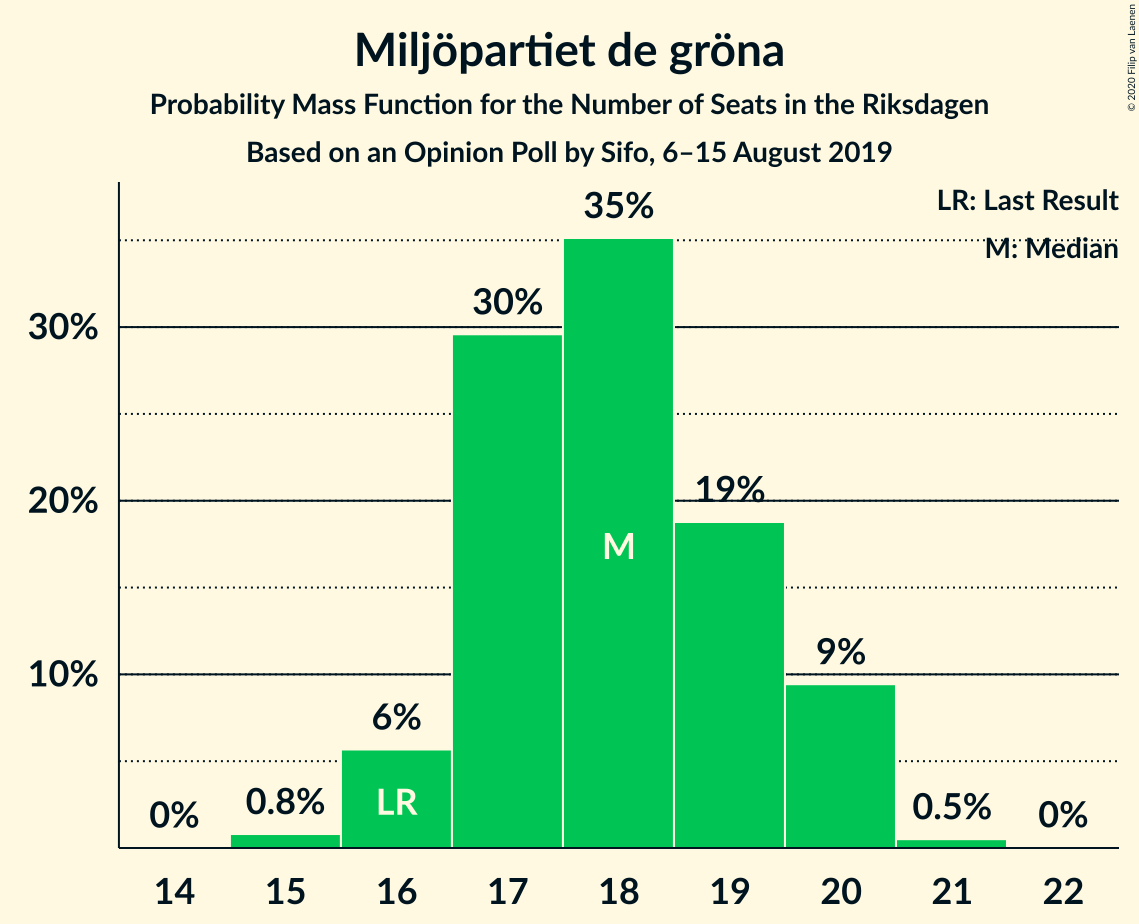 Miljöpartiet de gröna
Probability Mass Function for the Number of Seats in the Riksdagen
Based on an Opinion Poll by Sifo, 6–15 August 2019
© 2020 Filip van Laenen
LR: Last Result
M: Median
30%
20%
10%
0%
0.8%
6%
30%
35%
19%
9%
0.5%
0%
LR
M
14
15
16
17
18
19
20
21
22